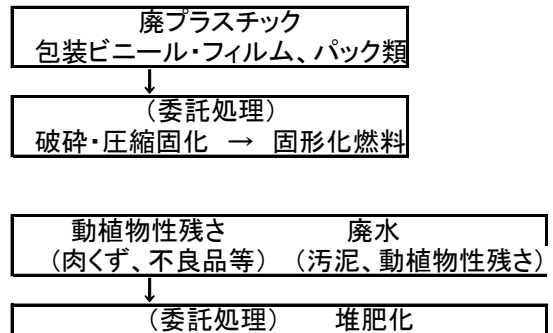 廃プラスチック
包装ビニール・フィルム、パック類
↓
(委託処理)
破砕・圧縮固化 → 固形化燃料
動植物性残さ 廃水
(肉くず、不良品等) (汚泥、動植物性残さ)
↓
(委託処理) 堆肥化